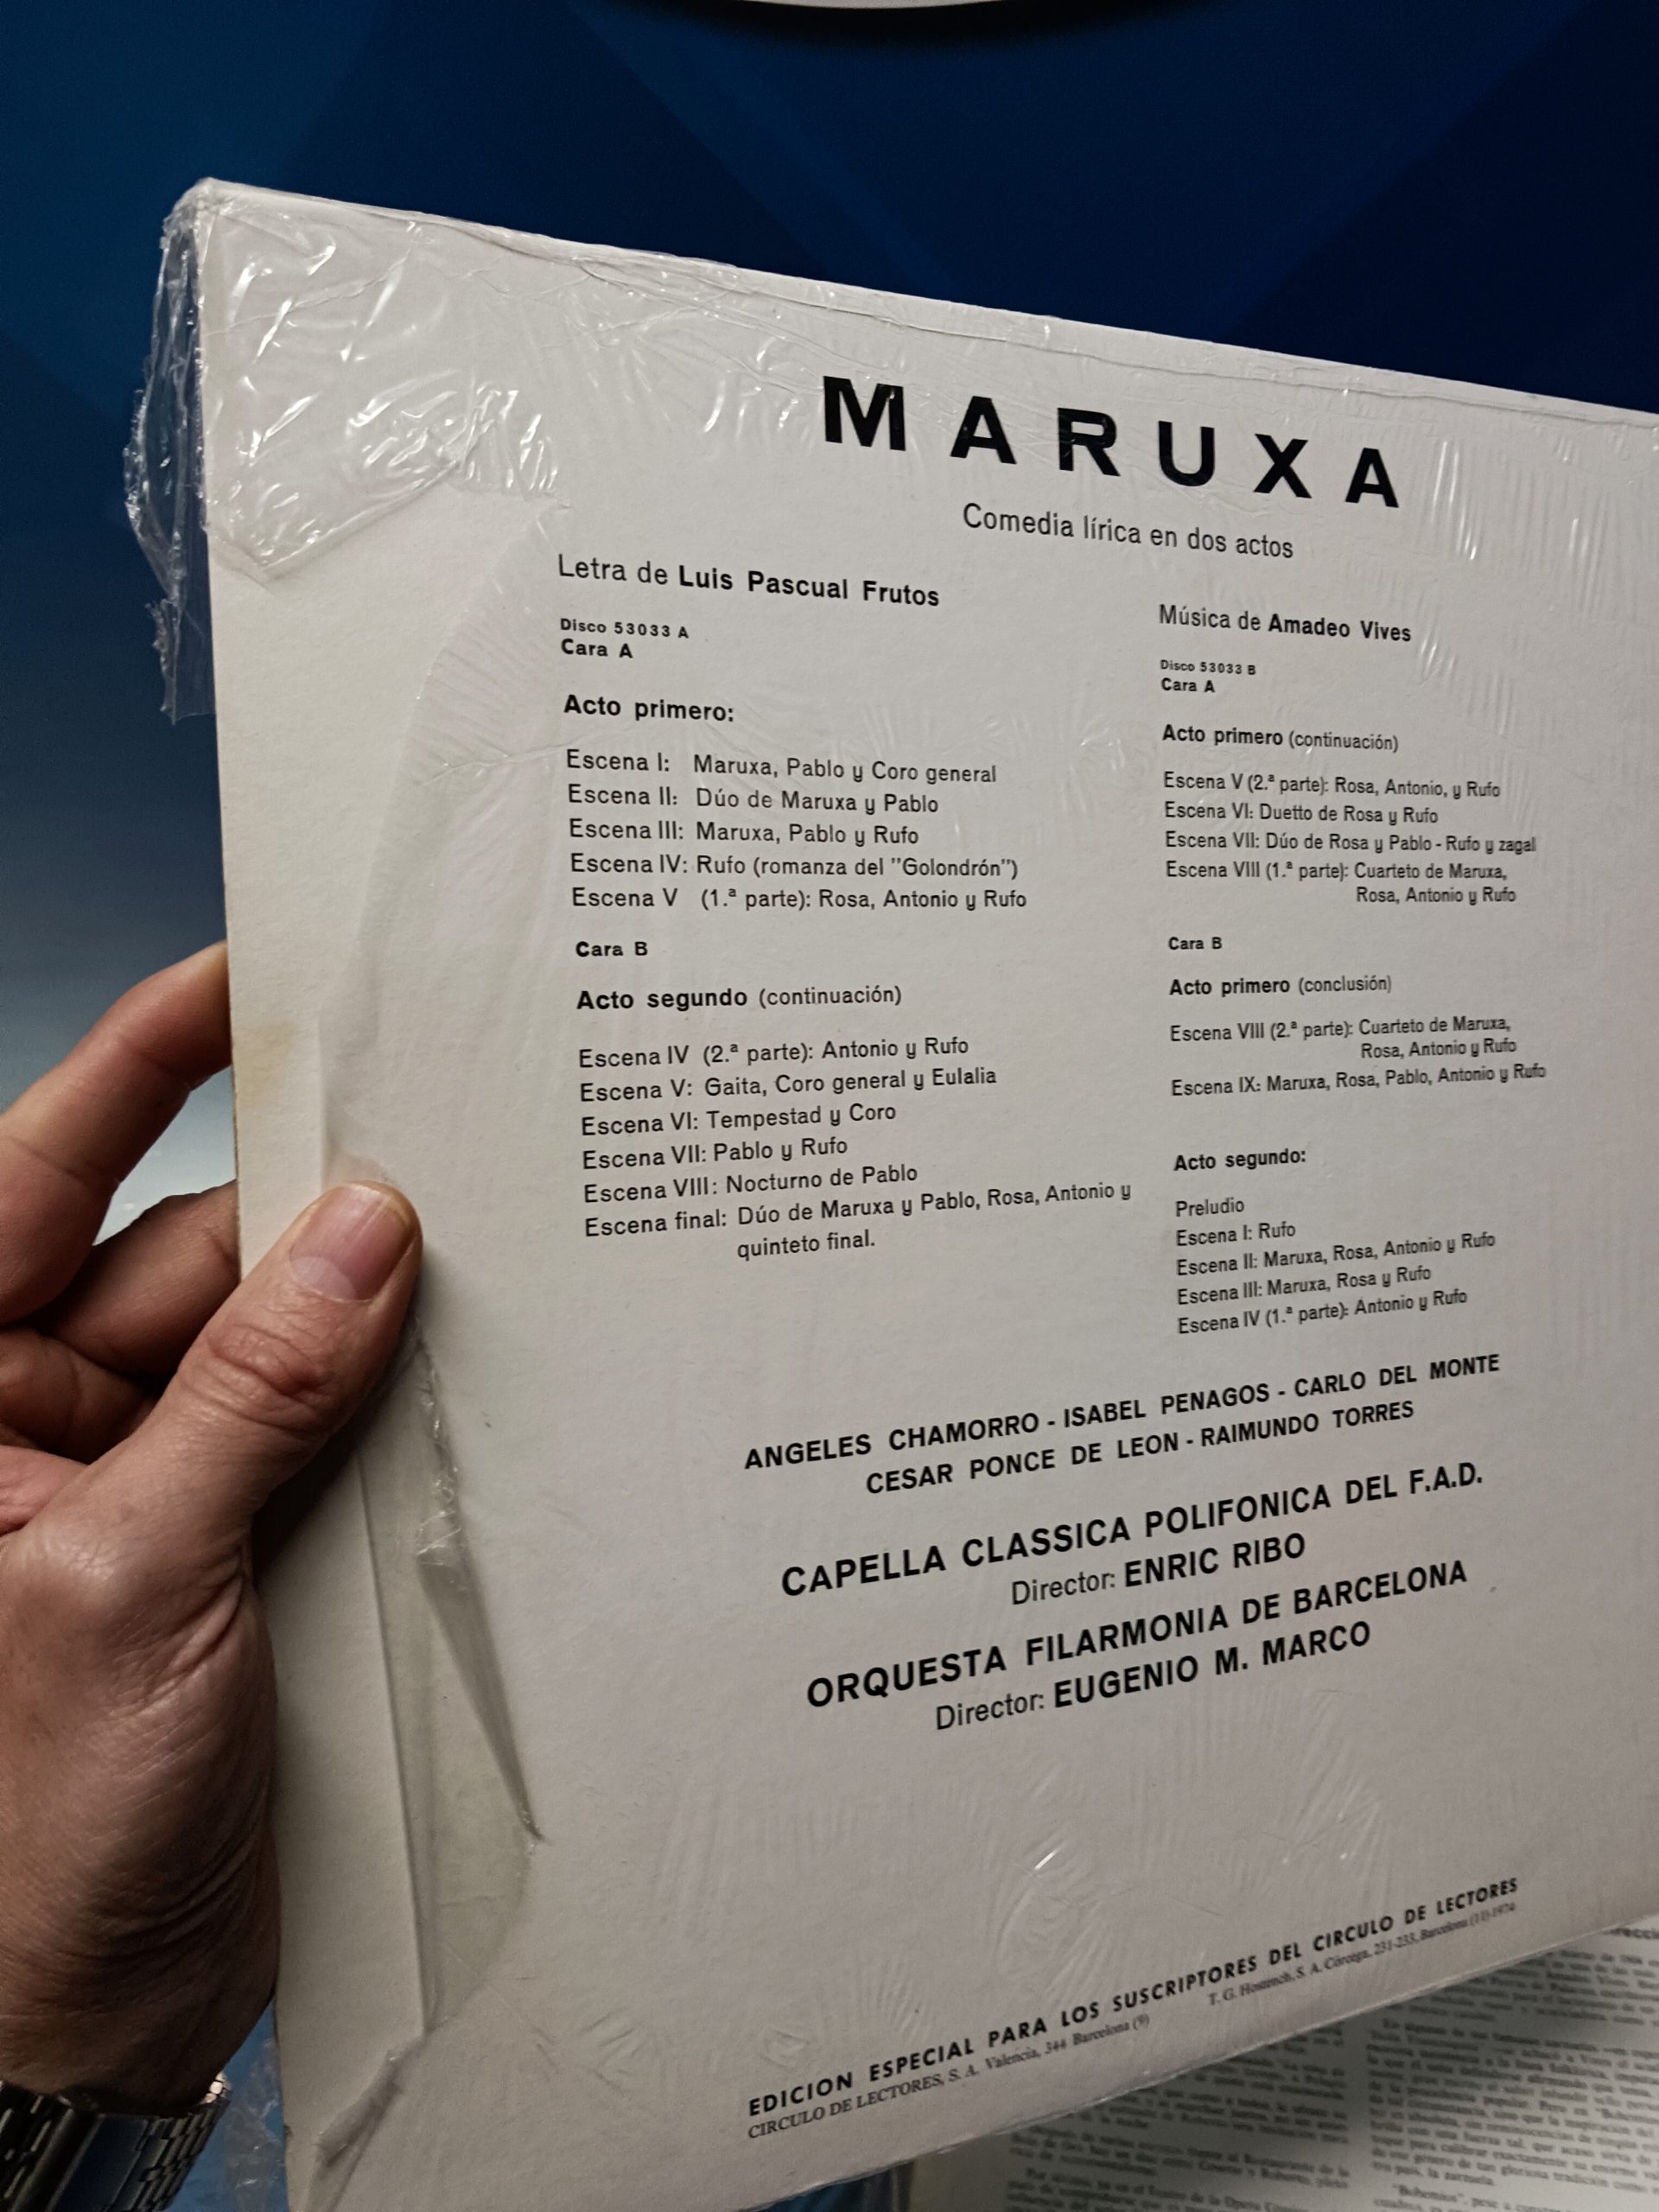 MARUXA
Comedia lírica en dos actos
Letra de Luis Pascual Frutos
Disco 53033 A
Cara A
Acto primero:
Escena I: Maruxa, Pablo y Coro general
Escena II: Dúo de Maruxa y Pablo
Escena III: Maruxa, Pablo y Rufo
Escena IV: Rufo (romanza del "Golondrón")
Escena V (1.ª parte): Rosa, Antonio y Rufo
Cara B
Acto segundo (continuación)
Escena IV (2.ª parte): Antonio y Rufo
Escena V: Gaita, Coro general y Eulalia
Escena VI: Tempestad y Coro
Escena VII: Pablo y Rufo
Escena VIII: Nocturno de Pablo
Escena final: Dúo de Maruxa y Pablo, Rosa, Antonio y
quinteto final.
Música de Amadeo Vives
Disco 53033 B
Cara A
Acto primero (continuación)
Escena V (2.ª parte): Rosa, Antonio, y Rufo
Escena VI: Duetto de Rosa y Rufo
Escena VII: Dúo de Rosa y Pablo - Rufo y zagal
Escena VIII (1.ª parte): Cuarteto de Maruxa,
Rosa, Antonio y Rufo
Cara B
Acto primero (conclusión)
Escena VIII (2.ª parte): Cuarteto de Maruxa,
Rosa, Antonio y Rufo
Escena IX: Maruxa, Rosa, Pablo, Antonio y Rufo
Acto segundo:
Preludio
Escena I: Rufo
Escena II: Maruxa, Rosa, Antonio y Rufo
Escena III: Maruxa, Rosa y Rufo
Escena IV (1.ª parte): Antonio y Rufo
ANGELES CHAMORRO - ISABEL PENAGOS - CARLO DEL MONTE
CESAR PONCE DE LEON - RAIMUNDO TORRES
CAPELLA CLASSICA POLIFONICA DEL F.A.D.
Director: ENRIC RIBO
ORQUESTA FILARMONIA DE BARCELONA
Director: EUGENIO M. MARCO
EDICION ESPECIAL PARA LOS SUSCRIPTORES DEL CIRCULO DE LECTORES
CIRCULO DE LECTORES, S. A. Valencia, 344 Barcelona (9)
T. G. Hostench, S. A. Córcega, 231-233, Barcelona (11)-1974